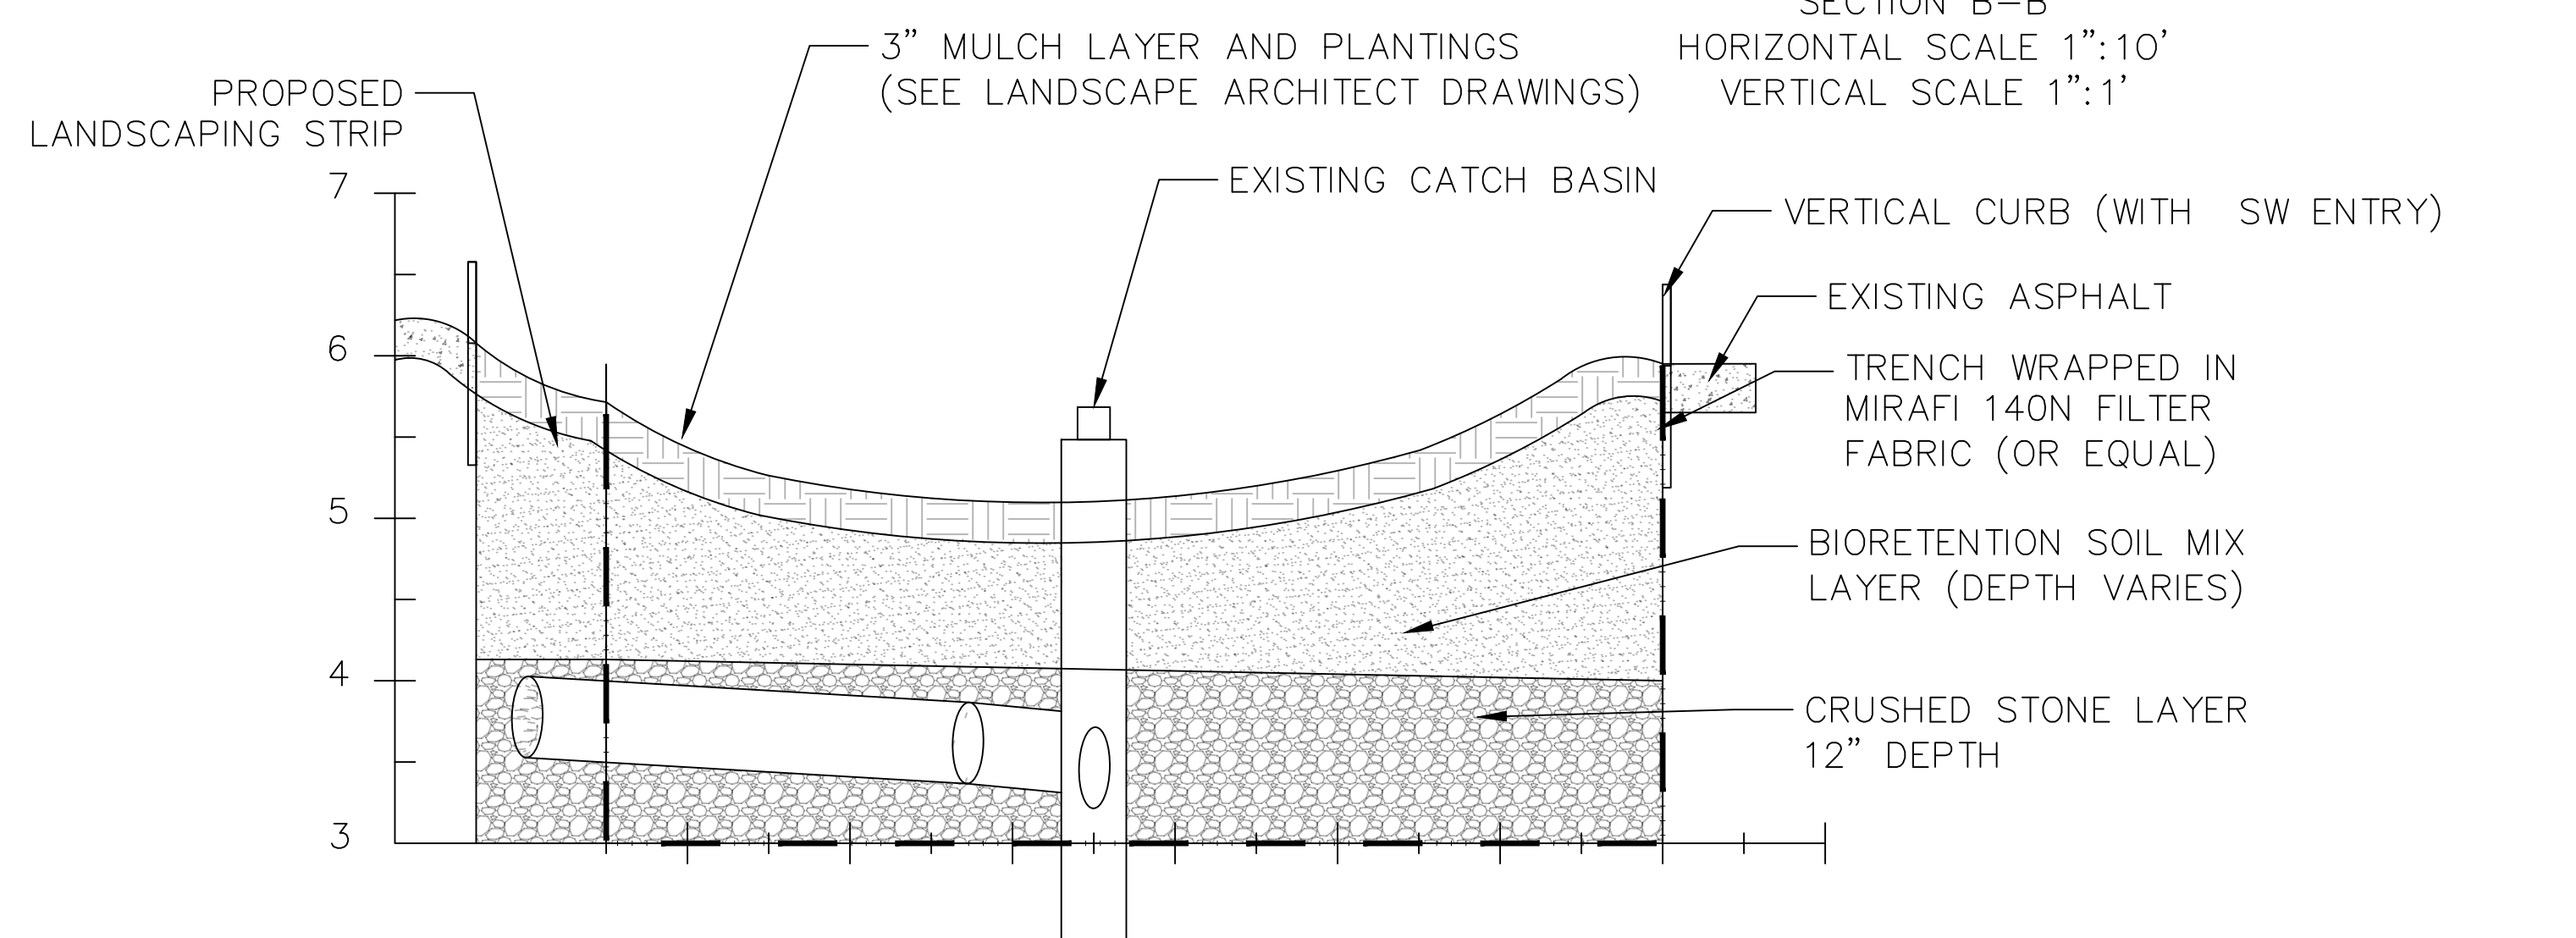 SECTION B-B
HORIZONTAL SCALE 1":10'
VERTICAL SCALE 1":1'
3" MULCH LAYER AND PLANTINGS
(SEE LANDSCAPE ARCHITECT DRAWINGS)
PROPOSED
LANDSCAPING STRIP
EXISTING CATCH BASIN
VERTICAL CURB (WITH SW ENTRY)
EXISTING ASPHALT
TRENCH WRAPPED IN
MIRAFI 140N FILTER
FABRIC (OR EQUAL)
BIORETENTION SOIL MIX
LAYER (DEPTH VARIES)
CRUSHED STONE LAYER
12" DEPTH
7
6
5
4
3